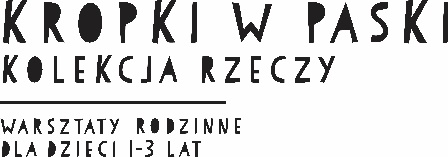 KROPKI W PASKI
KOLEKCJA RZECZY
WARSZTATY RODZINNE
DLA DZIECI 1-3 LAT